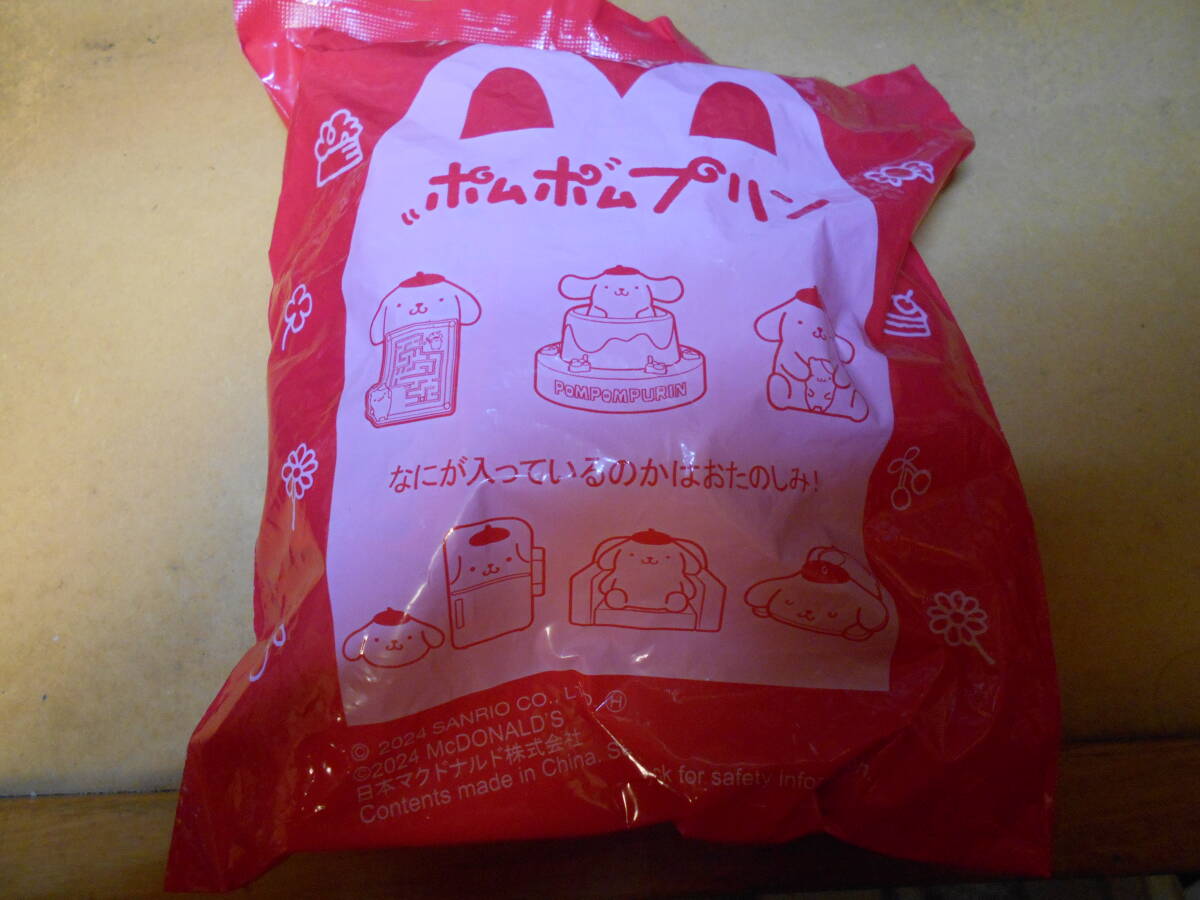 ポムポムプリン
POMPOMPURIN
なにが入っているのかはおたのしみ!
© 2024 SANRIO CO., L
©2024 McDONALD'S
日本マクドナルド株式会社
Contents made in China. for safety